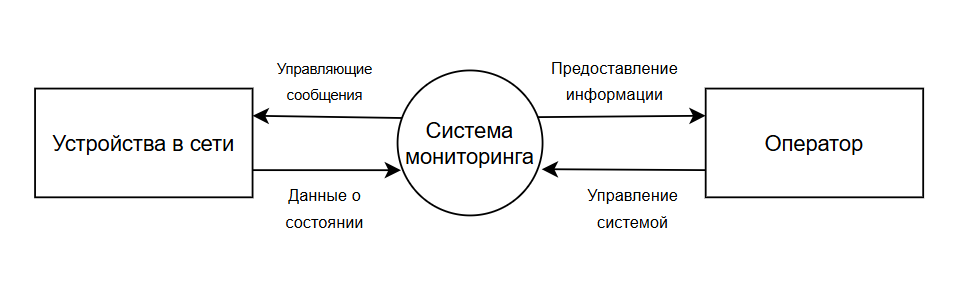 Управляющие
сообщения
Предоставление
информации
Устройства в сети
Система
мониторинга
Оператор
Данные о
состоянии
Управление
системой